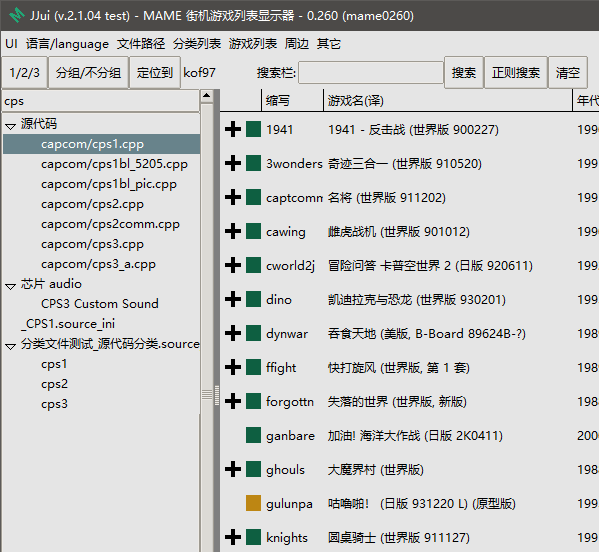 JJui (v.2.1.04 test) - MAME 街机游戏列表显示器 - 0.260 (mame0260)
UI 语言/language 文件路径 分类列表 游戏列表 周边 其它
1/2/3 分组/不分组 定位到 kof97 搜索栏: 搜索 正则搜索 清空
cps
源代码
capcom/cps1.cpp
capcom/cps1bl_5205.cpp
capcom/cps1bl_pic.cpp
capcom/cps2.cpp
capcom/cps2comm.cpp
capcom/cps3.cpp
capcom/cps3_a.cpp
芯片 audio
CPS3 Custom Sound
_CPS1.source_ini
分类文件测试_源代码分类.source
cps1
cps2
cps3
缩写 游戏名(译) 年代
1941 1941 - 反击战 (世界版 900227) 199
3wonders 奇迹三合一 (世界版 910520) 199
captcomn 名将 (世界版 911202) 199
cawing 雌虎战机 (世界版 901012) 199
cworld2j 冒险问答 卡普空世界 2 (日版 920611) 199
dino 凯迪拉克与恐龙 (世界版 930201) 199
dynwar 吞食天地 (美版, B-Board 89624B-?) 198
ffight 快打旋风 (世界版, 第 1 套) 198
forgottn 失落的世界 (世界版, 新版) 198
ganbare 加油! 海洋大作战 (日版 2K0411) 200
ghouls 大魔界村 (世界版) 198
gulunpa 咕噜啪！ (日版 931220 L) (原型版) 199
knights 圆桌骑士 (世界版 911127) 199